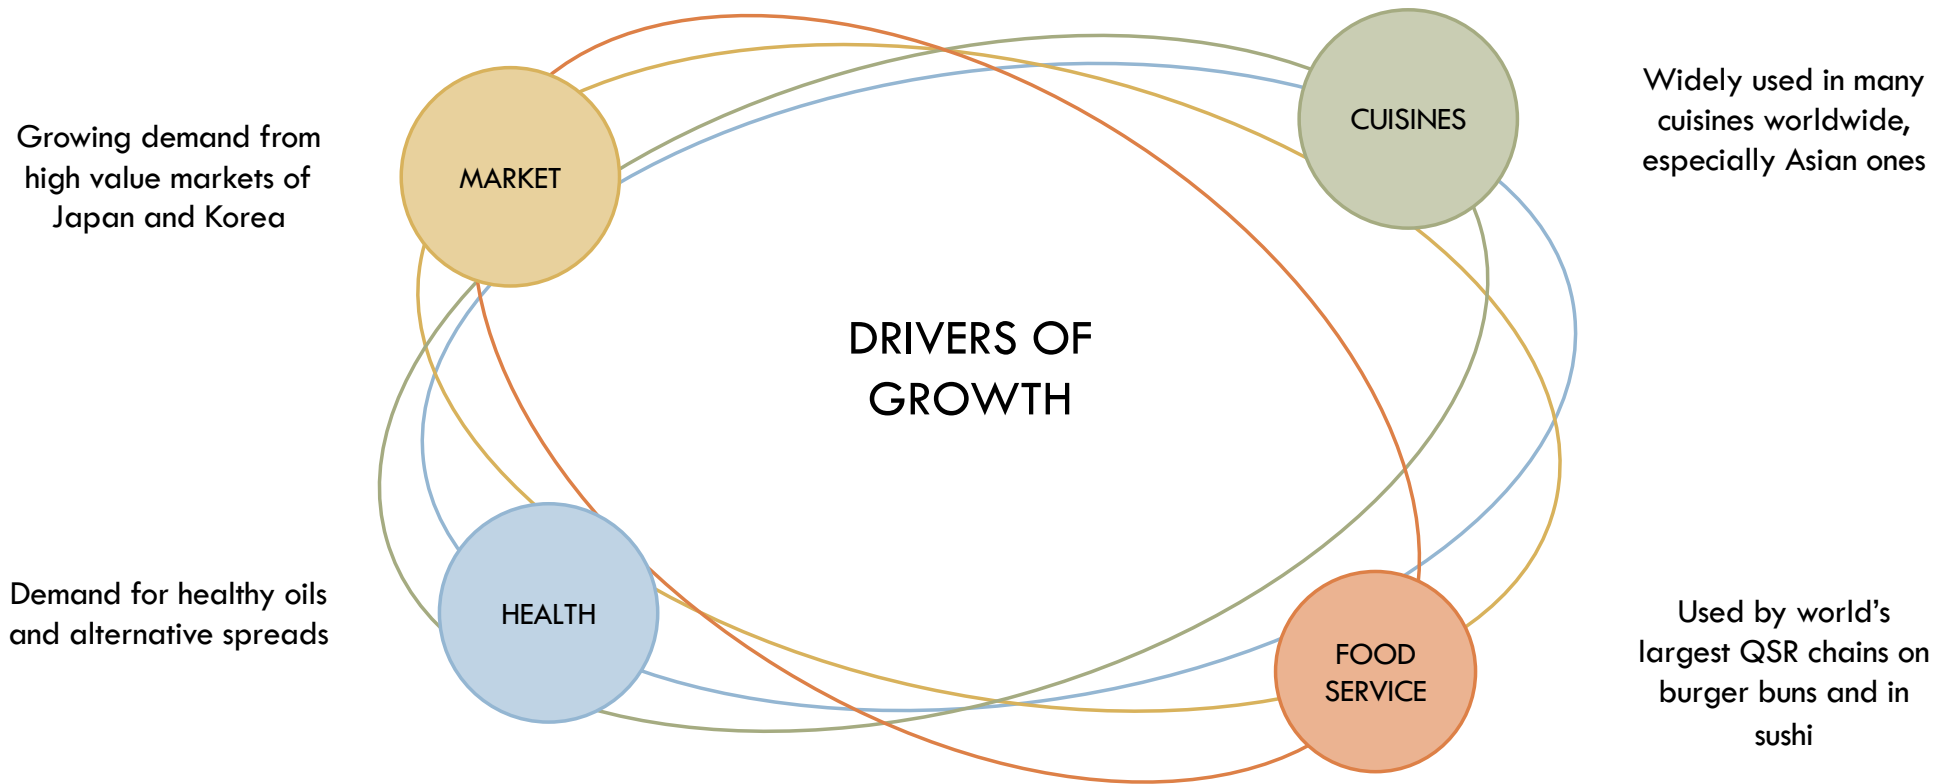 Growing demand from
high value markets of
Japan and Korea
MARKET
CUISINES
Widely used in many
cuisines worldwide,
especially Asian ones
DRIVERS OF
GROWTH
Demand for healthy oils
and alternative spreads
HEALTH
FOOD
SERVICE
Used by world’s
largest QSR chains on
burger buns and in
sushi